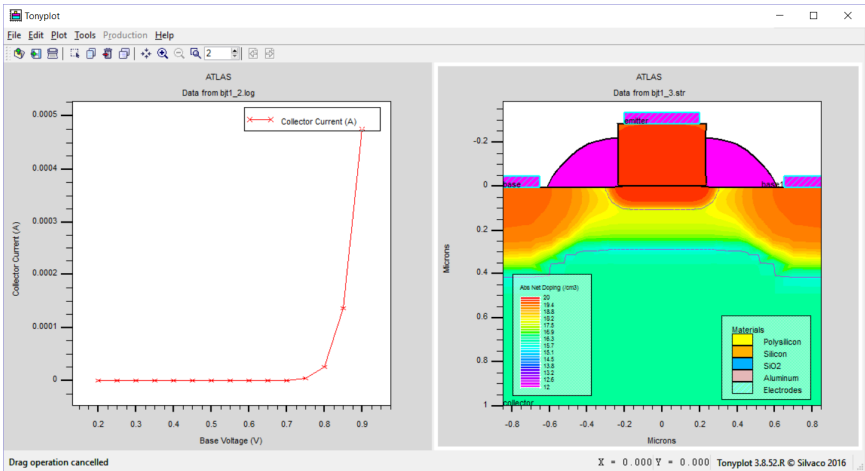 Tonyplot
File Edit Plot Tools Production Help
2
ATLAS
Data from bjt1_2.log
Collector Current (A)
0.0005
0.0004
0.0003
0.0002
0.0001
0
Collector Current (A)
0.2 0.25 0.3 0.4 0.5 0.6 0.7 0.8 0.9
Base Voltage (V)
ATLAS
Data from bjt1_3.str
emitter
base
base1
-0.2
0
0.2
0.4
0.6
0.8
1
Microns
Abs Net Doping (/cm3)
20
19.4
18.8
18.2
17.5
16.9
16.3
15.7
15.1
14.5
13.8
13.2
12.6
12
Materials
Polysilicon
Silicon
SiO2
Aluminum
Electrodes
collector
-0.8 -0.6 -0.4 -0.2 0 0.2 0.4 0.6 0.8
Microns
Drag operation cancelled
X = 0.000 Y = 0.000 Tonyplot 3.8.52.R © Silvaco 2016